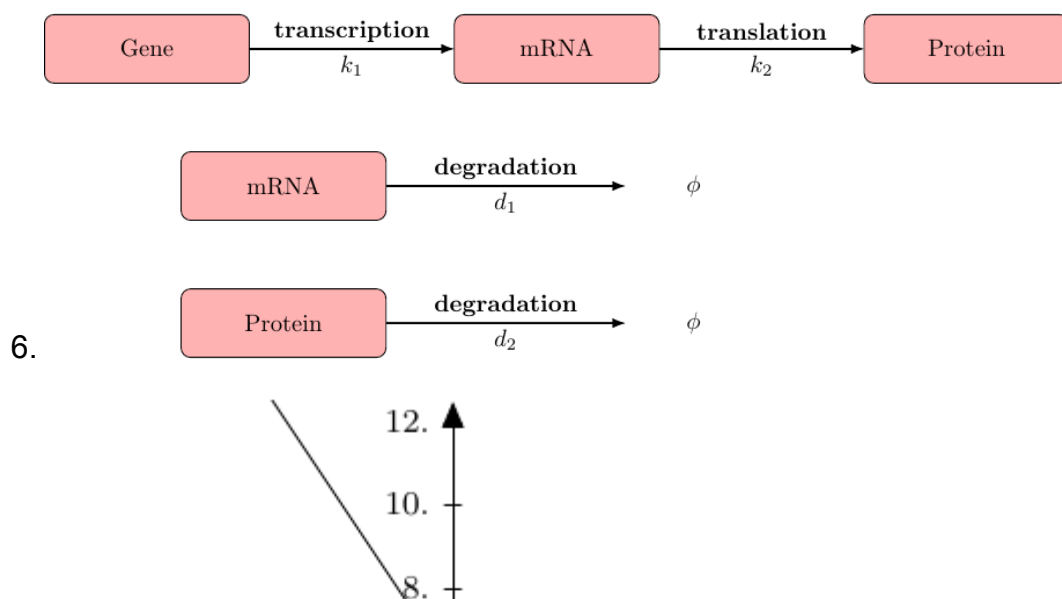 Gene transcription mRNA translation Protein
k₁ k₂
mRNA degradation ϕ
d₁
Protein degradation ϕ
d₂
6.
12.
10.
8.